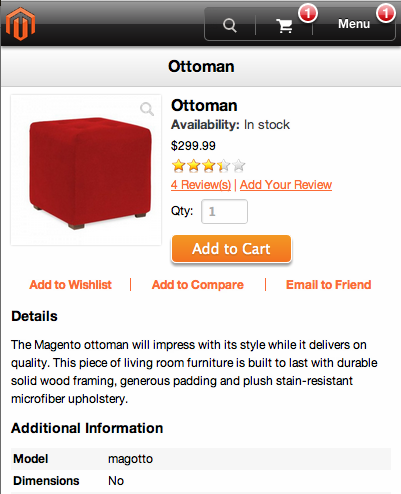 1
Menu
1
Ottoman
Ottoman
Availability: In stock
$299.99
4 Review(s) | Add Your Review
Qty: 1
Add to Cart
Add to Wishlist | Add to Compare | Email to Friend
Details
The Magento ottoman will impress with its style while it delivers on
quality. This piece of living room furniture is built to last with durable
solid wood framing, generous padding and plush stain-resistant
microfiber upholstery.
Additional Information
Model magotto
Dimensions No